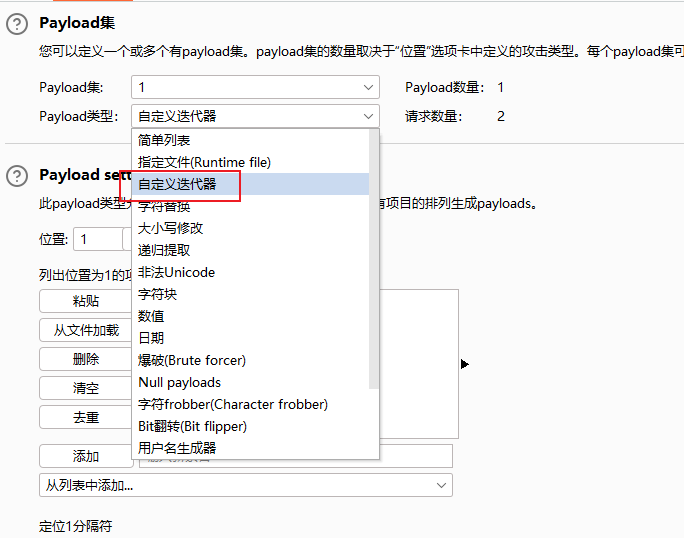 Payload集
您可以定义一个或多个有payload集。payload集的数量取决于“位置”选项卡中定义的攻击类型。每个payload集可
Payload集: 1 Payload数量: 1
Payload类型: 自定义迭代器 请求数量: 2
简单列表
指定文件(Runtime file)
Payload sett 自定义迭代器
此payload类型 字符替换 有项目的排列生成payloads。
大小写修改
位置: 1
递归提取
列出位置为1的项 非法Unicode
粘贴 字符块
数值
从文件加载 日期
删除 爆破(Brute forcer)
清空 Null payloads
字符frobber(Character frobber)
去重 Bit翻转(Bit flipper)
添加 用户名生成器
从列表中添加...
定位1分隔符